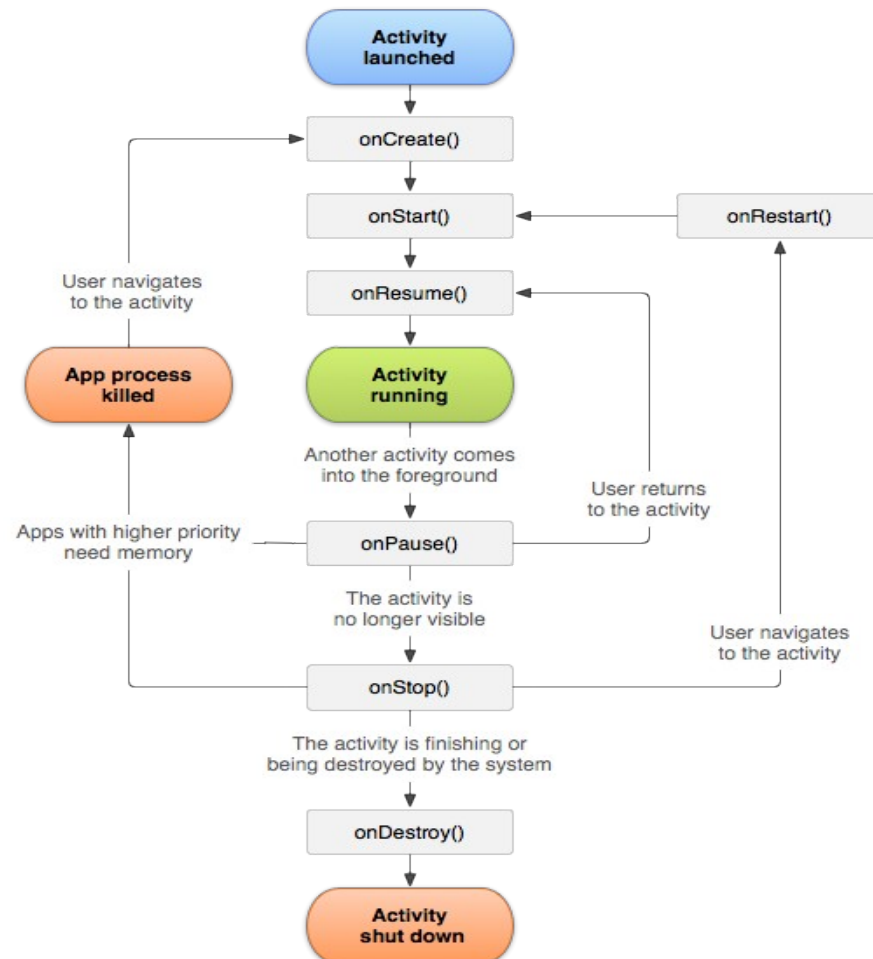 Activity
launched
onCreate()
onStart()
onRestart()
User navigates
to the activity
onResume()
App process
killed
Activity
running
Another activity comes
into the foreground
User returns
to the activity
Apps with higher priority
need memory
onPause()
The activity is
no longer visible
User navigates
to the activity
onStop()
The activity is finishing or
being destroyed by the system
onDestroy()
Activity
shut down